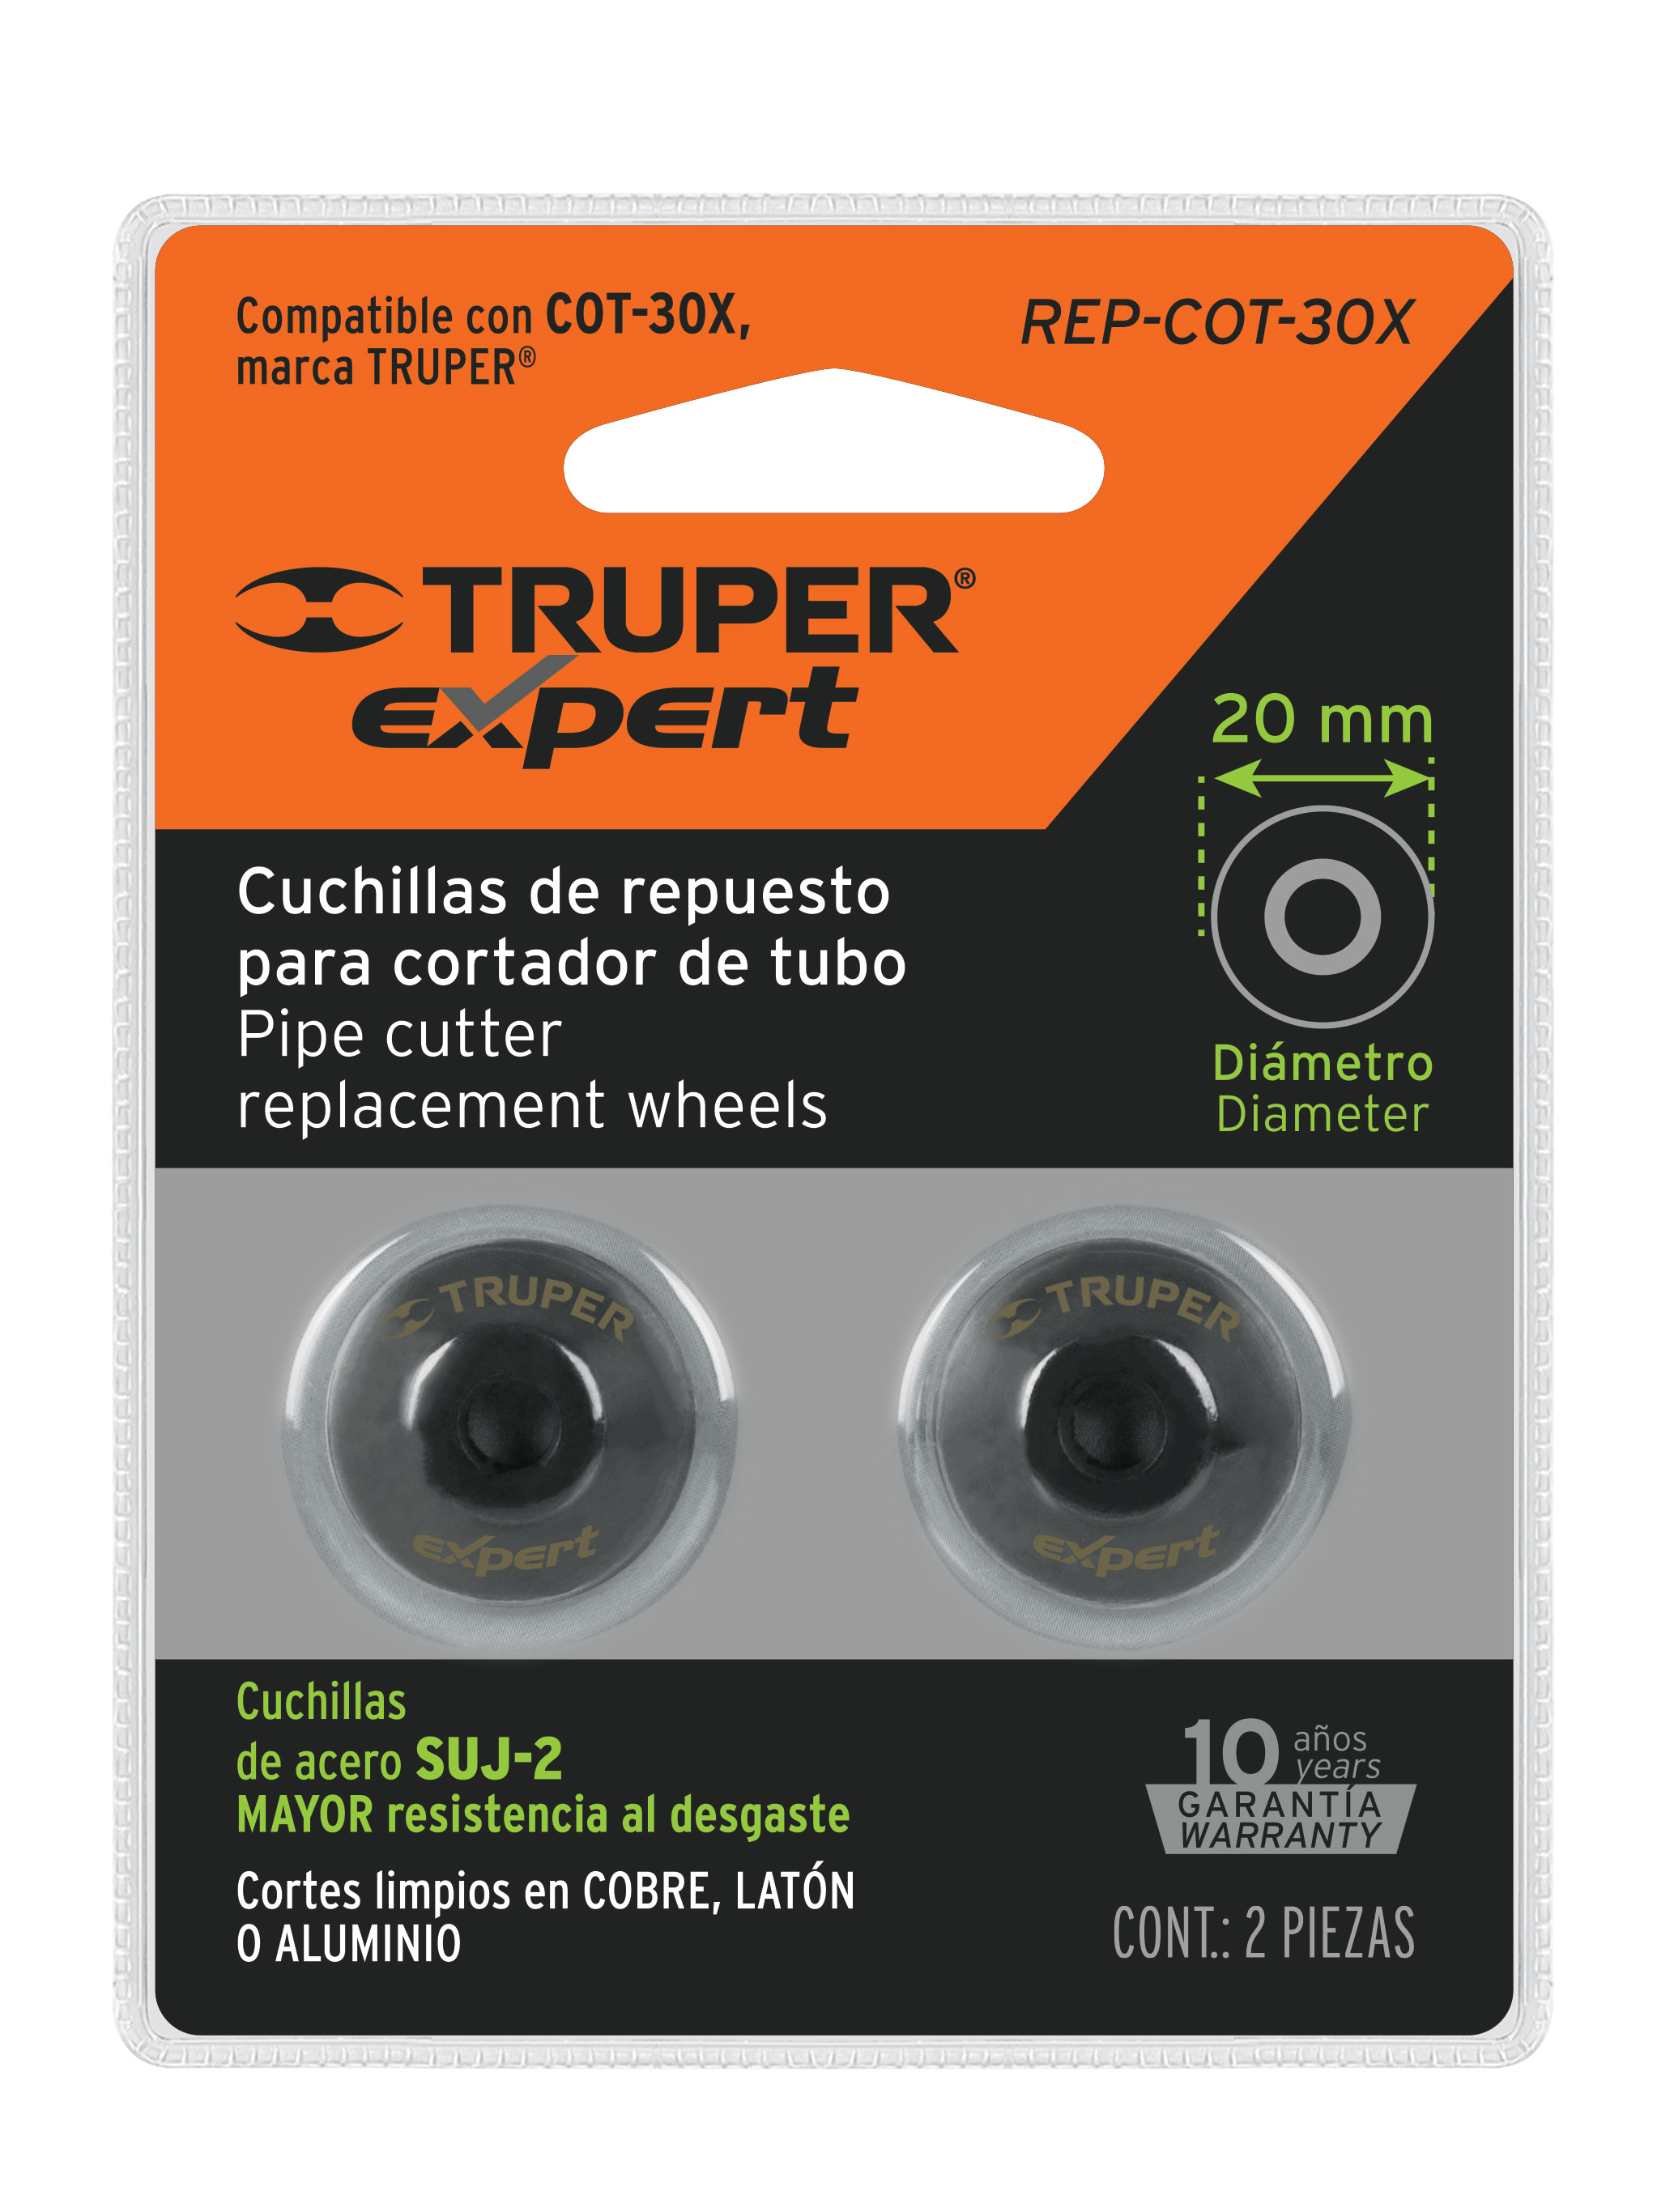 Compatible con COT-30X,
marca TRUPER®
REP-COT-30X
TRUPER®
expert
20 mm
Diámetro
Diameter
Cuchillas de repuesto
para cortador de tubo
Pipe cutter
replacement wheels
TRUPER
expert
TRUPER
expert
Cuchillas
de acero SUJ-2
MAYOR resistencia al desgaste
Cortes limpios en COBRE, LATÓN
O ALUMINIO
10 años
years
GARANTÍA
WARRANTY
CONT.: 2 PIEZAS